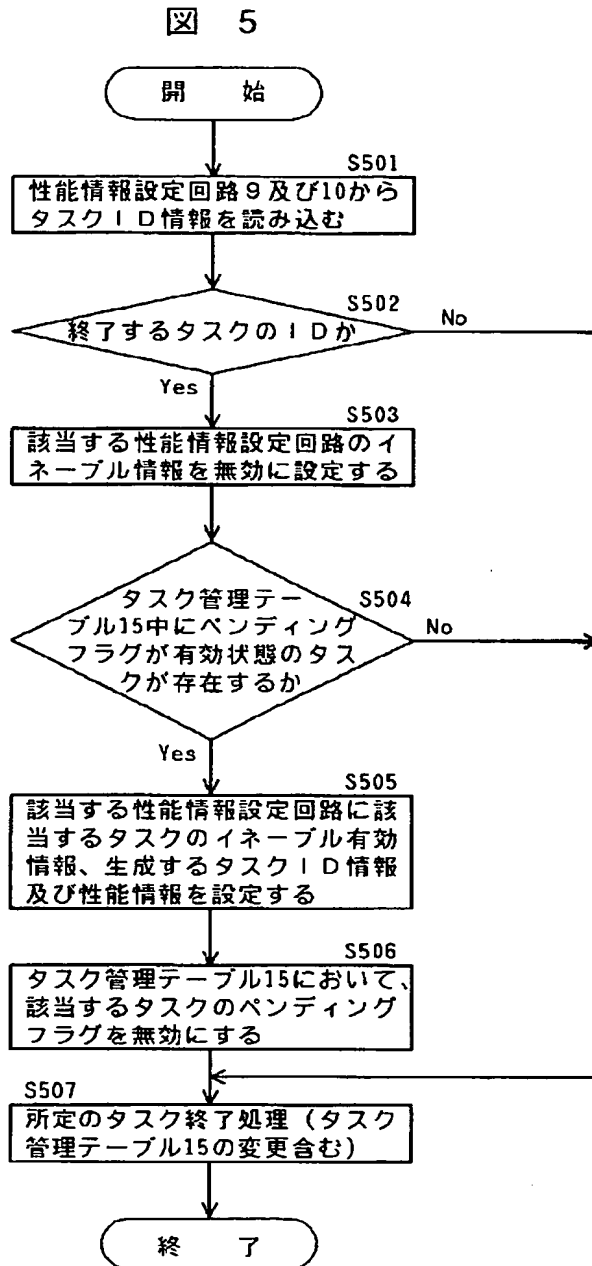 図 5
開 始
S501
性能情報設定回路9及び10から
タスクID情報を読み込む
S502
終了するタスクのIDか
No
Yes
S503
該当する性能情報設定回路のイ
ネーブル情報を無効に設定する
S504
タスク管理テー
ブル15中にペンディング
フラグが有効状態のタス
クが存在するか
No
Yes
S505
該当する性能情報設定回路に該
当するタスクのイネーブル有効
情報、生成するタスクID情報
及び性能情報を設定する
S506
タスク管理テーブル15において、
該当するタスクのペンディング
フラグを無効にする
S507
所定のタスク終了処理(タスク
管理テーブル15の変更含む)
終 了